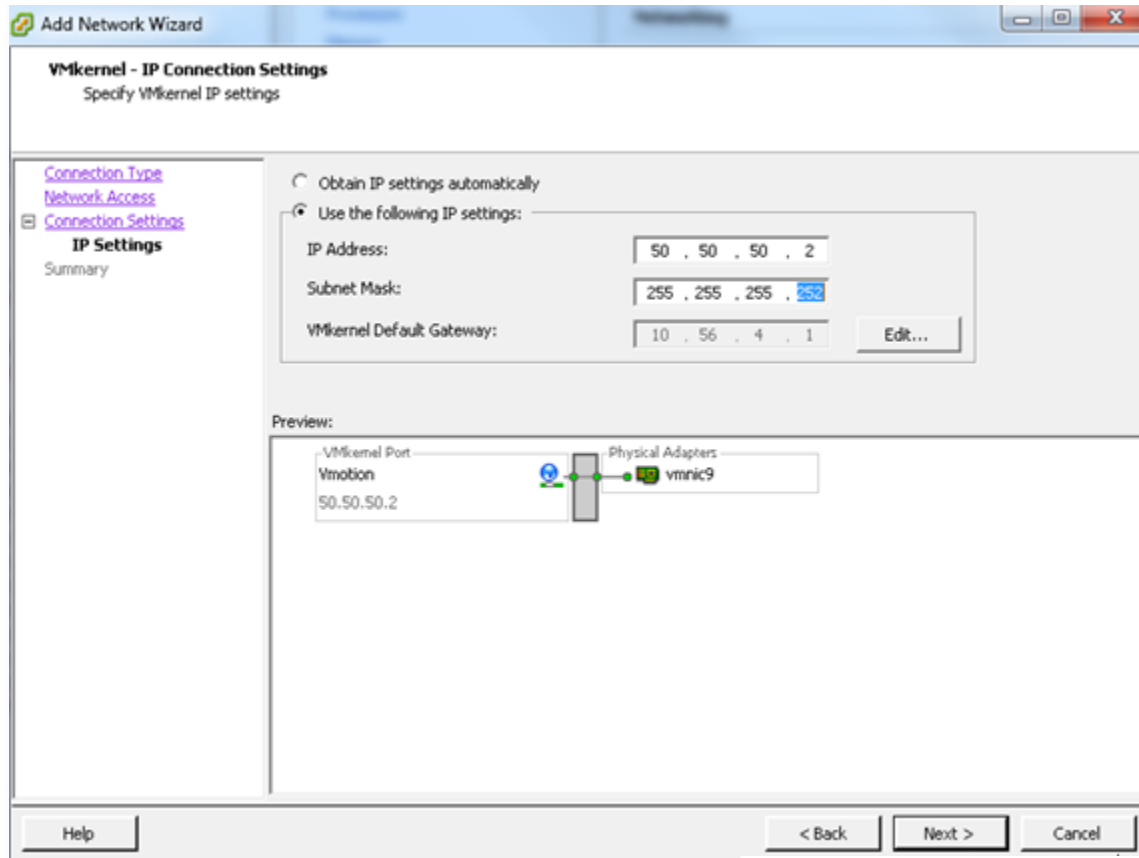 Add Network Wizard
Networking
VMkernel - IP Connection Settings
Specify VMkernel IP settings
Connection Type
Network Access
Connection Settings
IP Settings
Summary
Obtain IP settings automatically
Use the following IP settings:
IP Address: 50 . 50 . 50 . 2
Subnet Mask: 255 . 255 . 255 . 252
VMkernel Default Gateway: 10 . 56 . 4 . 1 Edit...
Preview:
VMkernel Port Physical Adapters
Vmotion vmnic9
50.50.50.2
Help < Back Next > Cancel